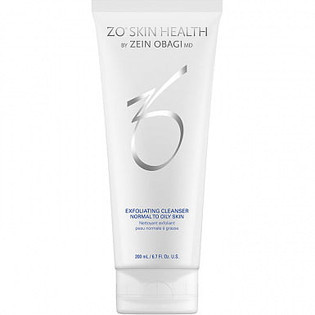 ZO® SKIN HEALTH
BY ZEIN OBAGI MD
EXFOLIATING CLEANSER
NORMAL TO OILY SKIN
Nettoyant exfoliant
peau normale à grasse
200 mL / 6.7 Fl. Oz. U.S.